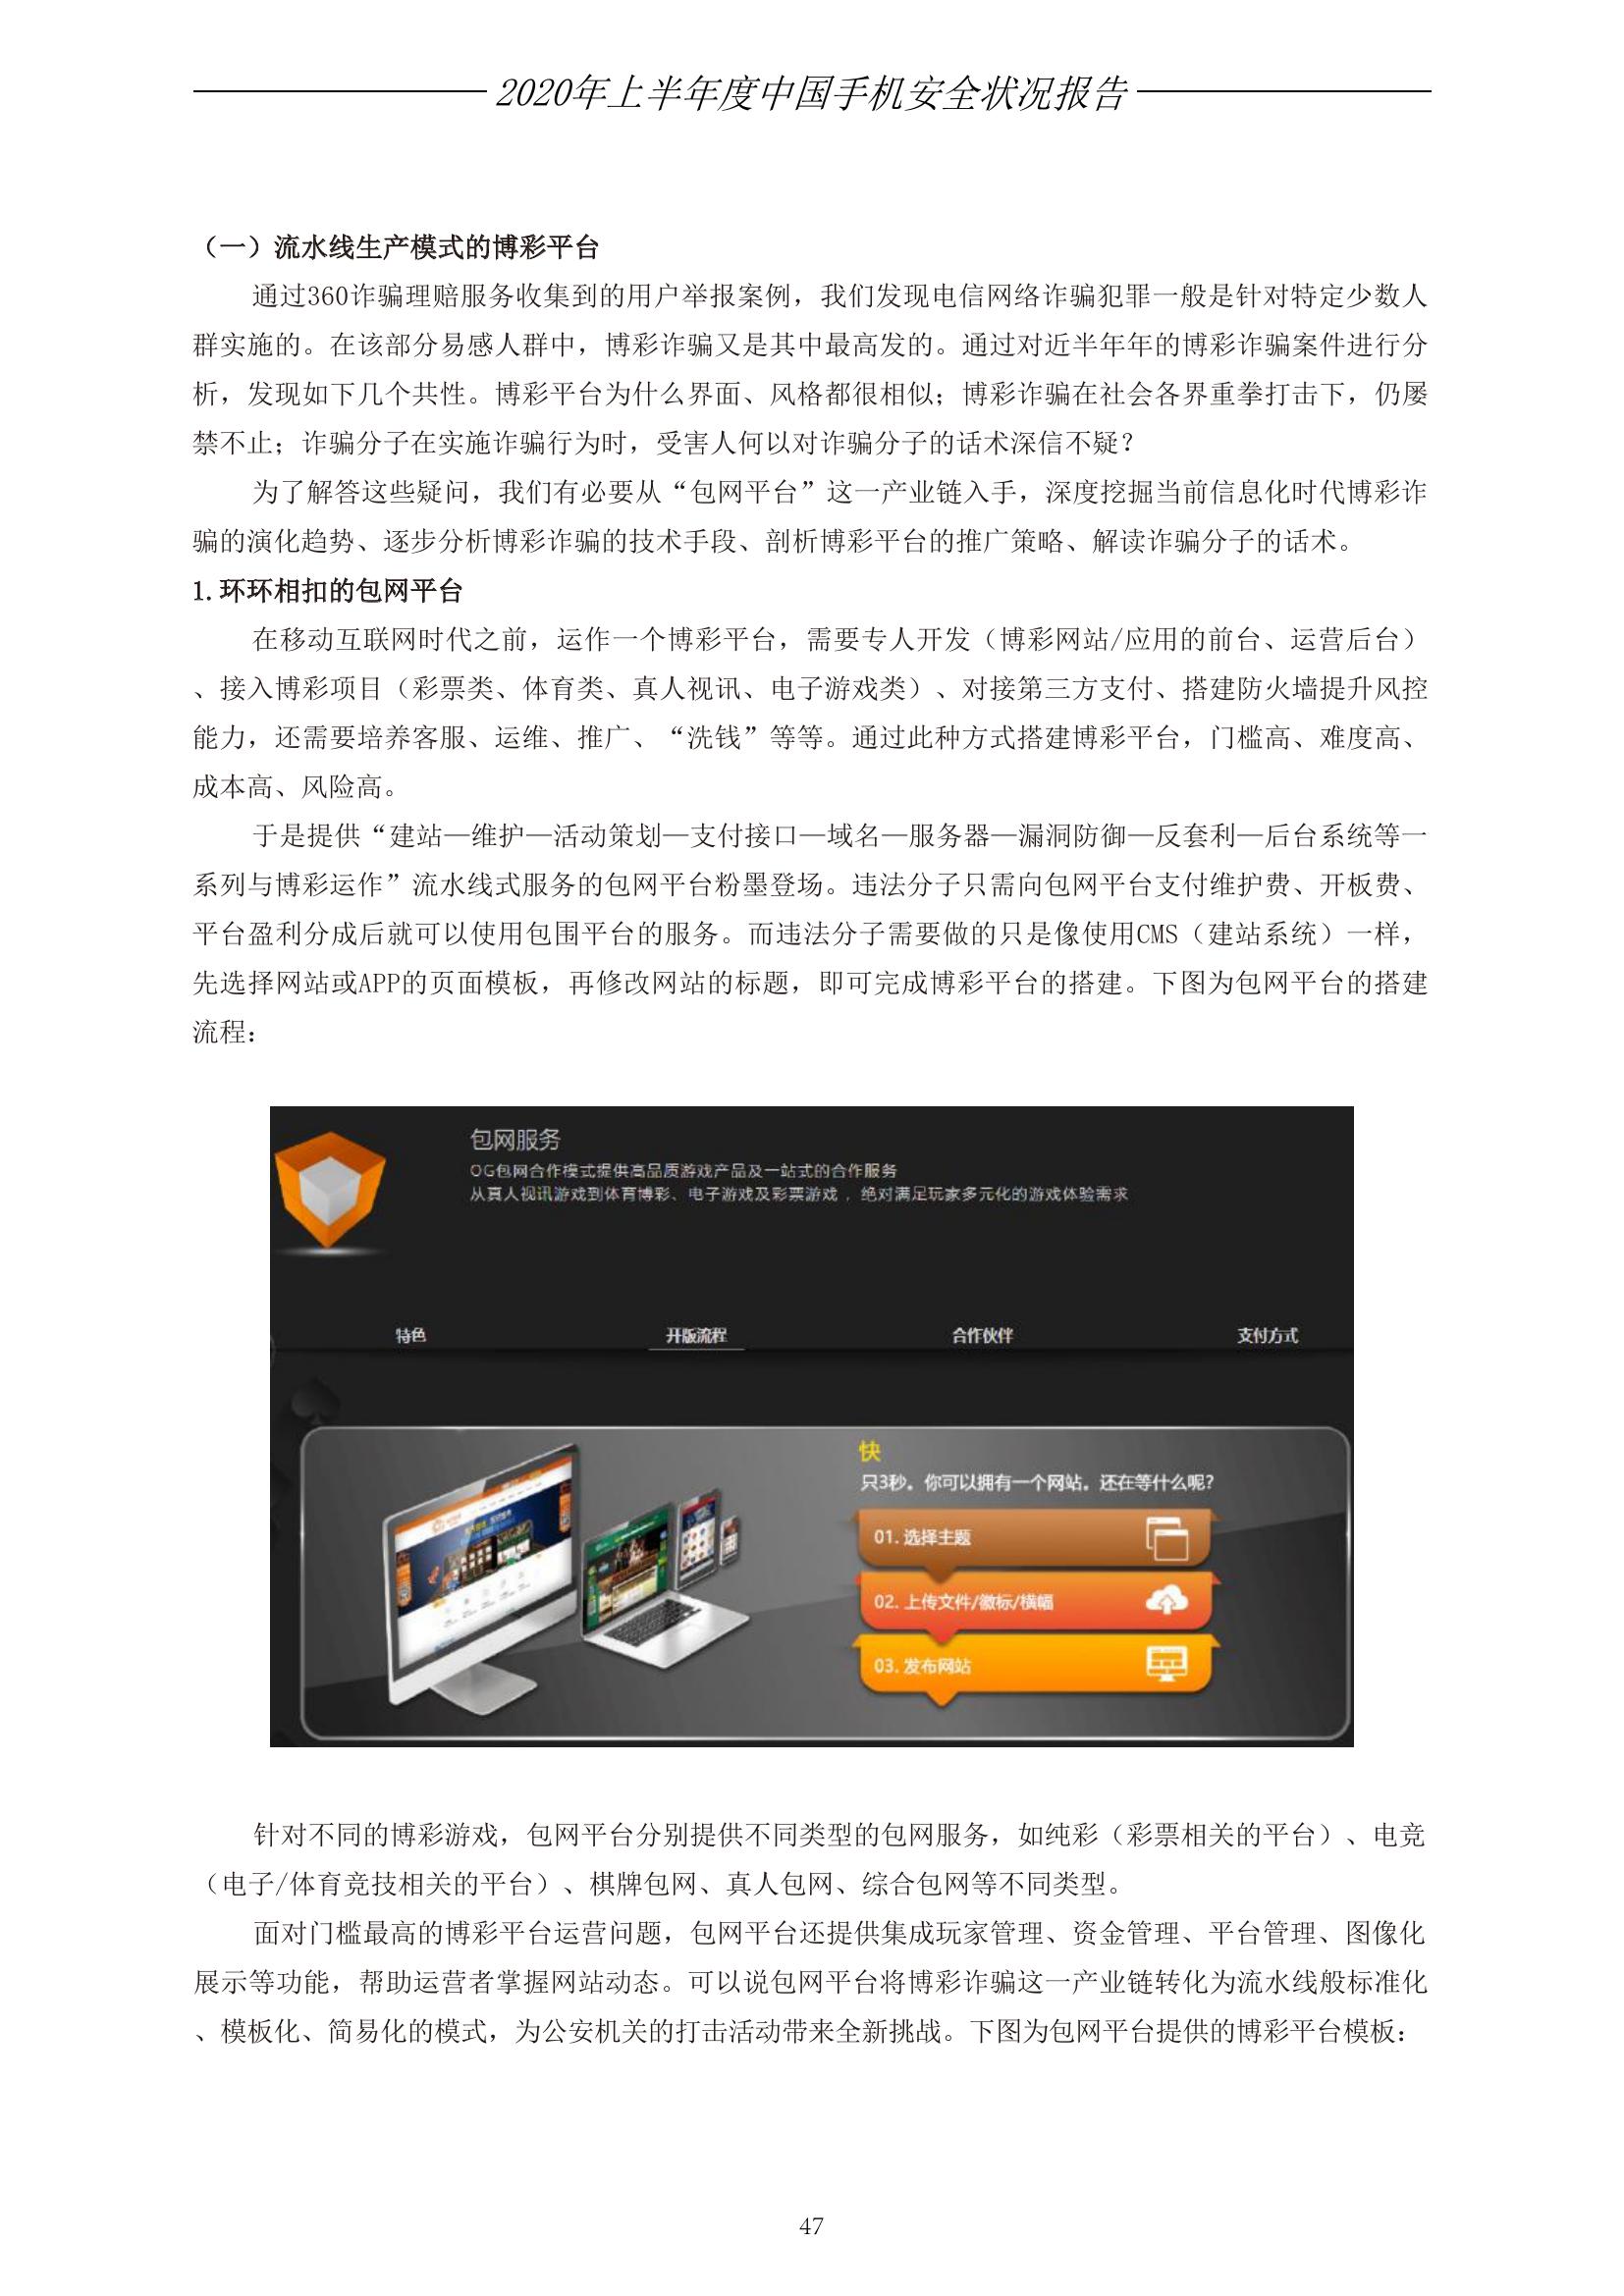 2020年上半年度中国手机安全状况报告
（一）流水线生产模式的博彩平台
通过360诈骗理赔服务收集到的用户举报案例，我们发现电信网络诈骗犯罪一般是针对特定少数人
群实施的。在该部分易感人群中，博彩诈骗又是其中最高发的。通过对近半年年的博彩诈骗案件进行分
析，发现如下几个共性。博彩平台为什么界面、风格都很相似；博彩诈骗在社会各界重拳打击下，仍屡
禁不止；诈骗分子在实施诈骗行为时，受害人何以对诈骗分子的话术深信不疑？
为了解答这些疑问，我们有必要从“包网平台”这一产业链入手，深度挖掘当前信息化时代博彩诈
骗的演化趋势、逐步分析博彩诈骗的技术手段、剖析博彩平台的推广策略、解读诈骗分子的话术。
1.环环相扣的包网平台
在移动互联网时代之前，运作一个博彩平台，需要专人开发（博彩网站/应用的前台、运营后台）
、接入博彩项目（彩票类、体育类、真人视讯、电子游戏类）、对接第三方支付、搭建防火墙提升风控
能力，还需要培养客服、运维、推广、“洗钱”等等。通过此种方式搭建博彩平台，门槛高、难度高、
成本高、风险高。
于是提供“建站—维护—活动策划—支付接口—域名—服务器—漏洞防御—反套利—后台系统等一
系列与博彩运作”流水线式服务的包网平台粉墨登场。违法分子只需向包网平台支付维护费、开板费、
平台盈利分成后就可以使用包围平台的服务。而违法分子需要做的只是像使用CMS（建站系统）一样，
先选择网站或APP的页面模板，再修改网站的标题，即可完成博彩平台的搭建。下图为包网平台的搭建
流程：
包网服务
OG包网合作模式提供高品质游戏产品及一站式的合作服务
从真人视讯游戏到体育博彩、电子游戏及彩票游戏，绝对满足玩家多元化的游戏体验需求
特色 开版流程 合作伙伴 支付方式
快
只3秒。你可以拥有一个网站。还在等什么呢？
01. 选择主题
02. 上传文件/徽标/横幅
03. 发布网站
针对不同的博彩游戏，包网平台分别提供不同类型的包网服务，如纯彩（彩票相关的平台）、电竞
（电子/体育竞技相关的平台）、棋牌包网、真人包网、综合包网等不同类型。
面对门槛最高的博彩平台运营问题，包网平台还提供集成玩家管理、资金管理、平台管理、图像化
展示等功能，帮助运营者掌握网站动态。可以说包网平台将博彩诈骗这一产业链转化为流水线般标准化
、模板化、简易化的模式，为公安机关的打击活动带来全新挑战。下图为包网平台提供的博彩平台模板：
47